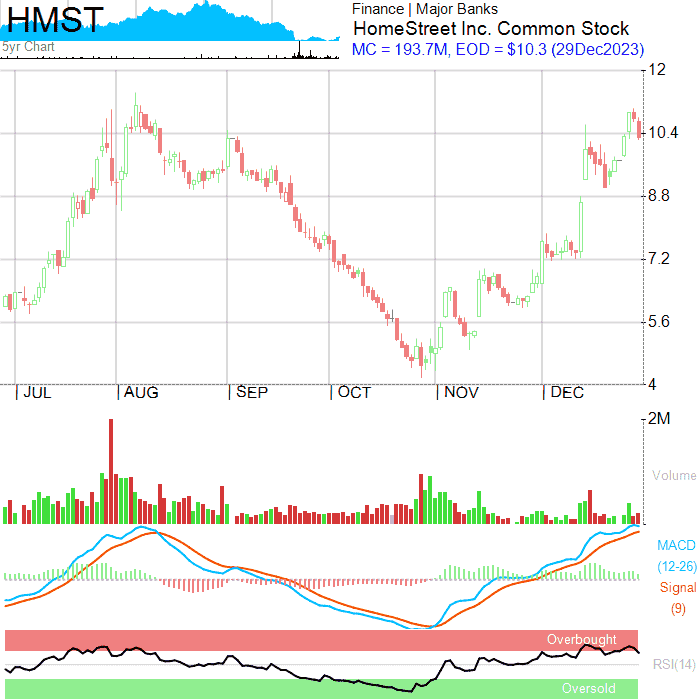 HMST
5yr Chart
Finance | Major Banks
HomeStreet Inc. Common Stock
MC = 193.7M, EOD = $10.3 (29Dec2023)
12
10.4
8.8
7.2
5.6
4
| JUL | AUG | SEP | OCT | NOV | DEC
2M
Volume
MACD
(12-26)
Signal
(9)
Overbought
RSI(14)
Oversold